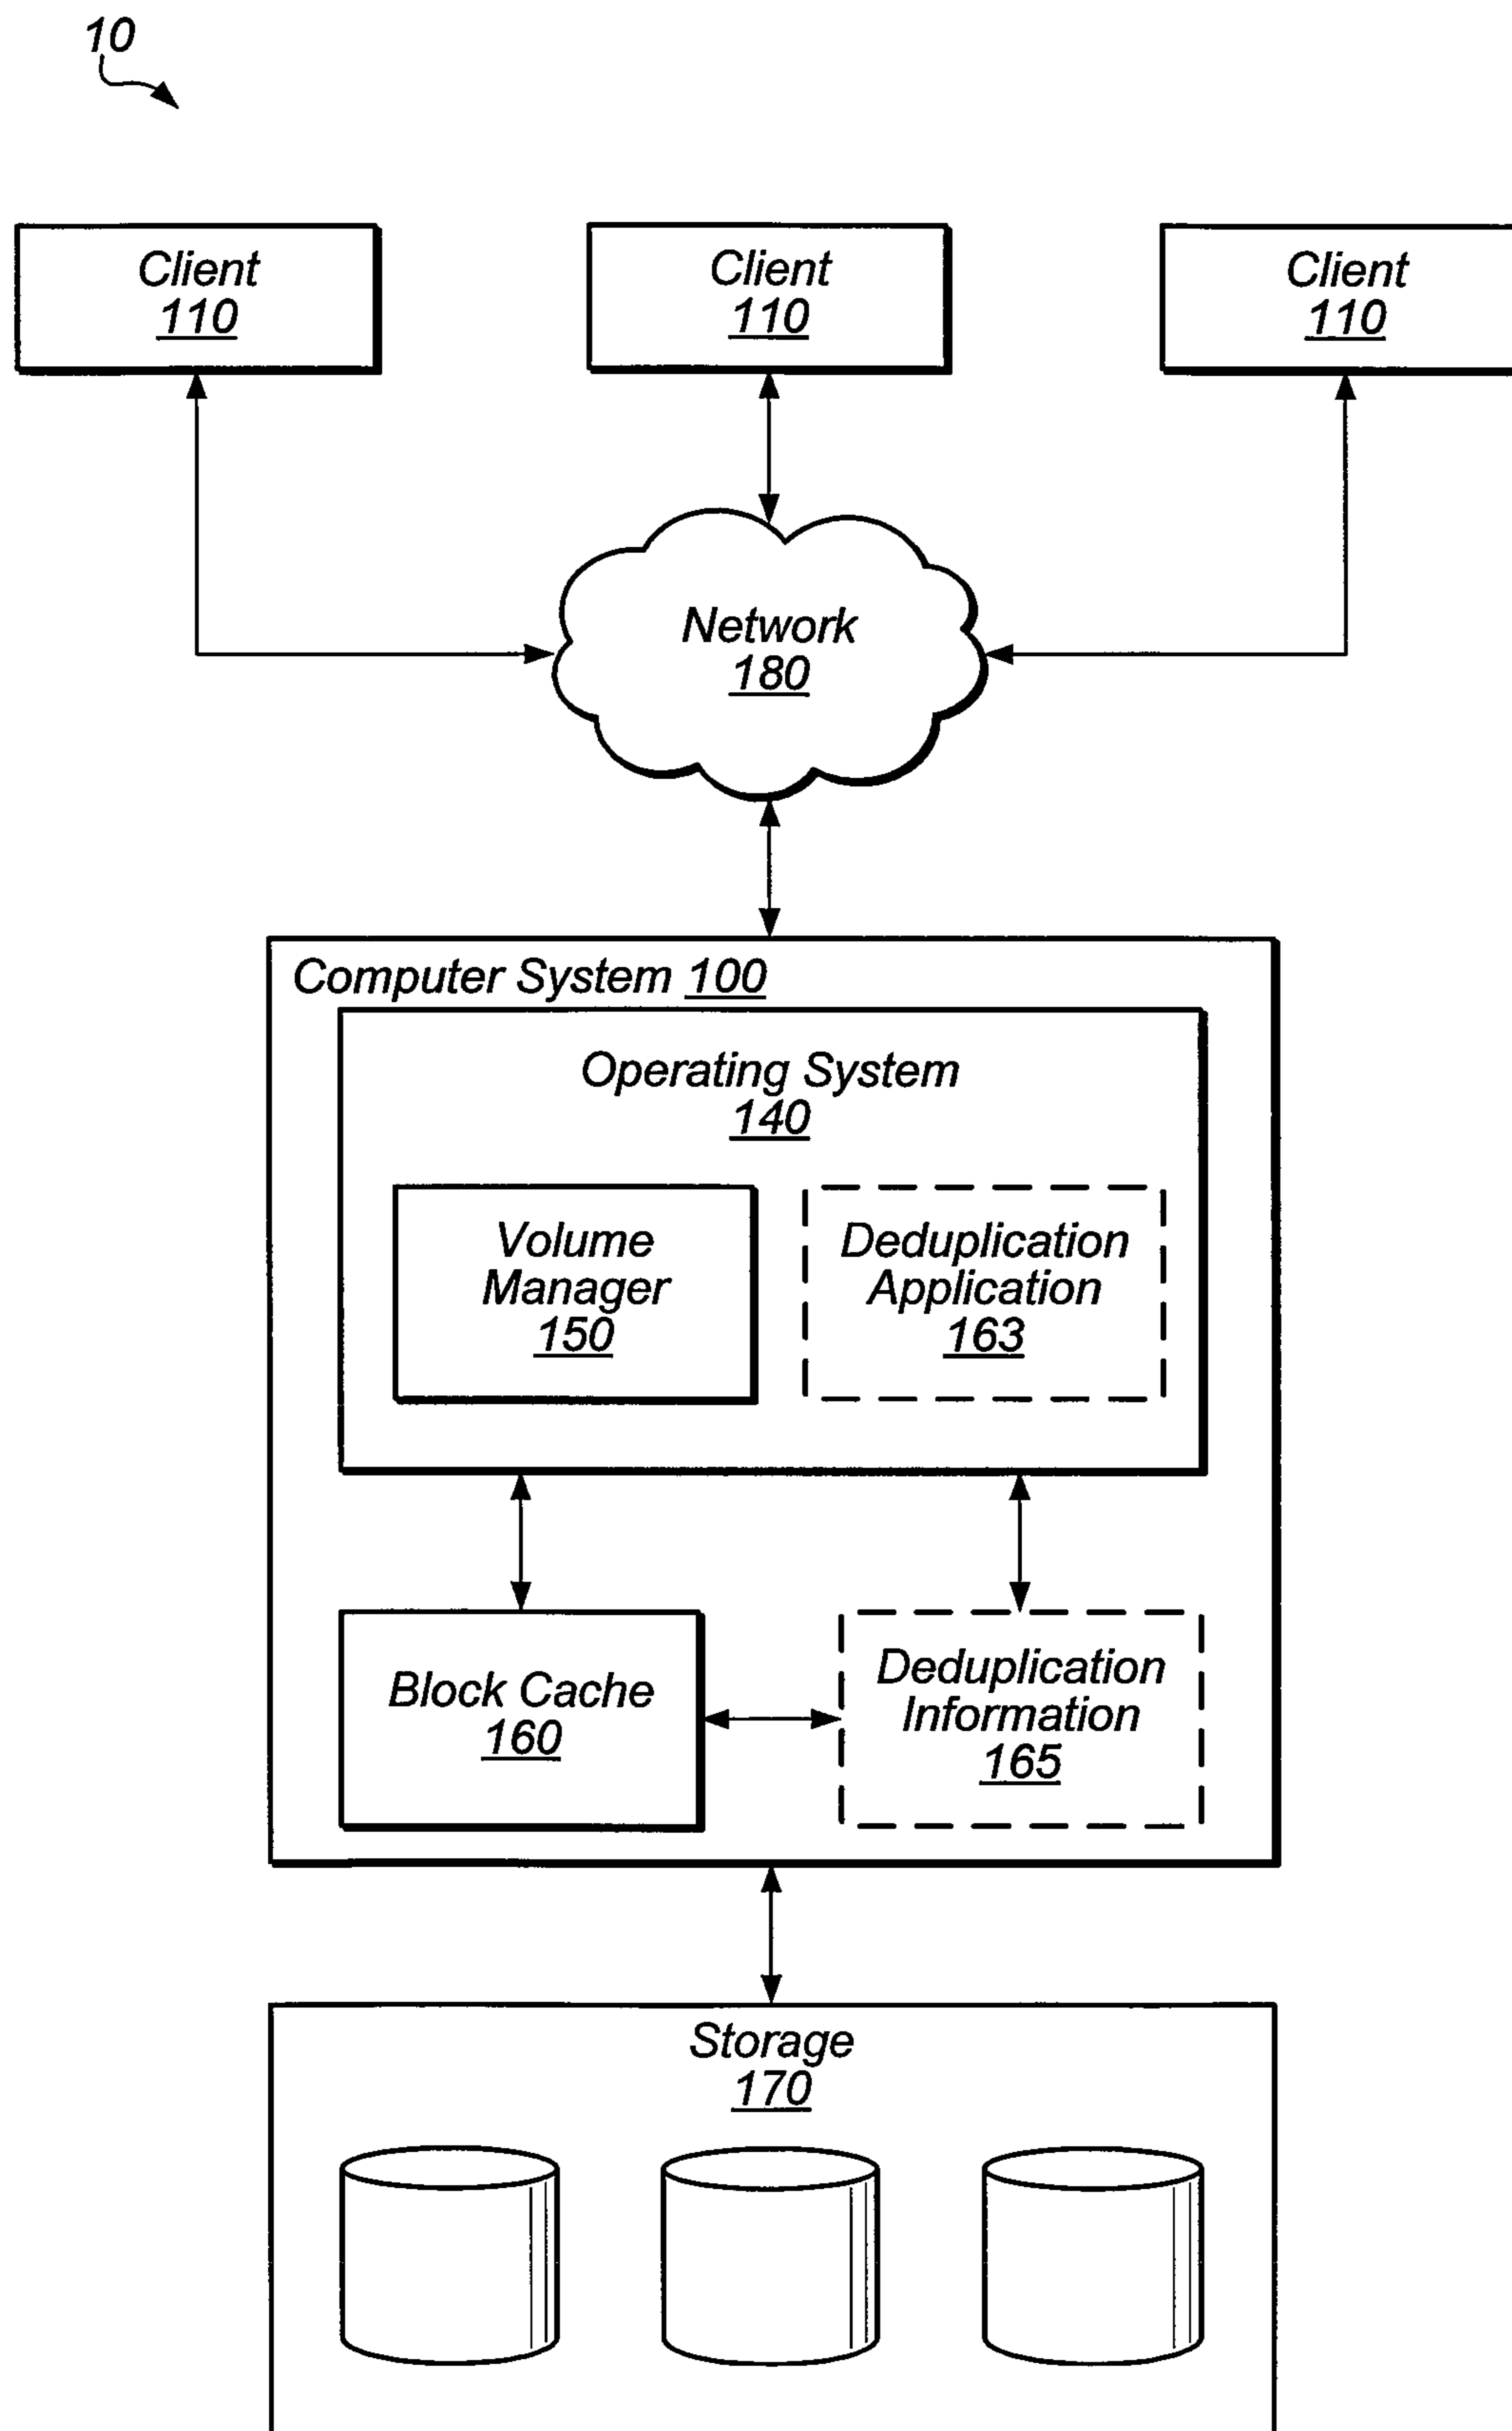 10
Client
110
Client
110
Client
110
Network
180
Computer System 100
Operating System
140
Volume
Manager
150
Deduplication
Application
163
Block Cache
160
Deduplication
Information
165
Storage
170